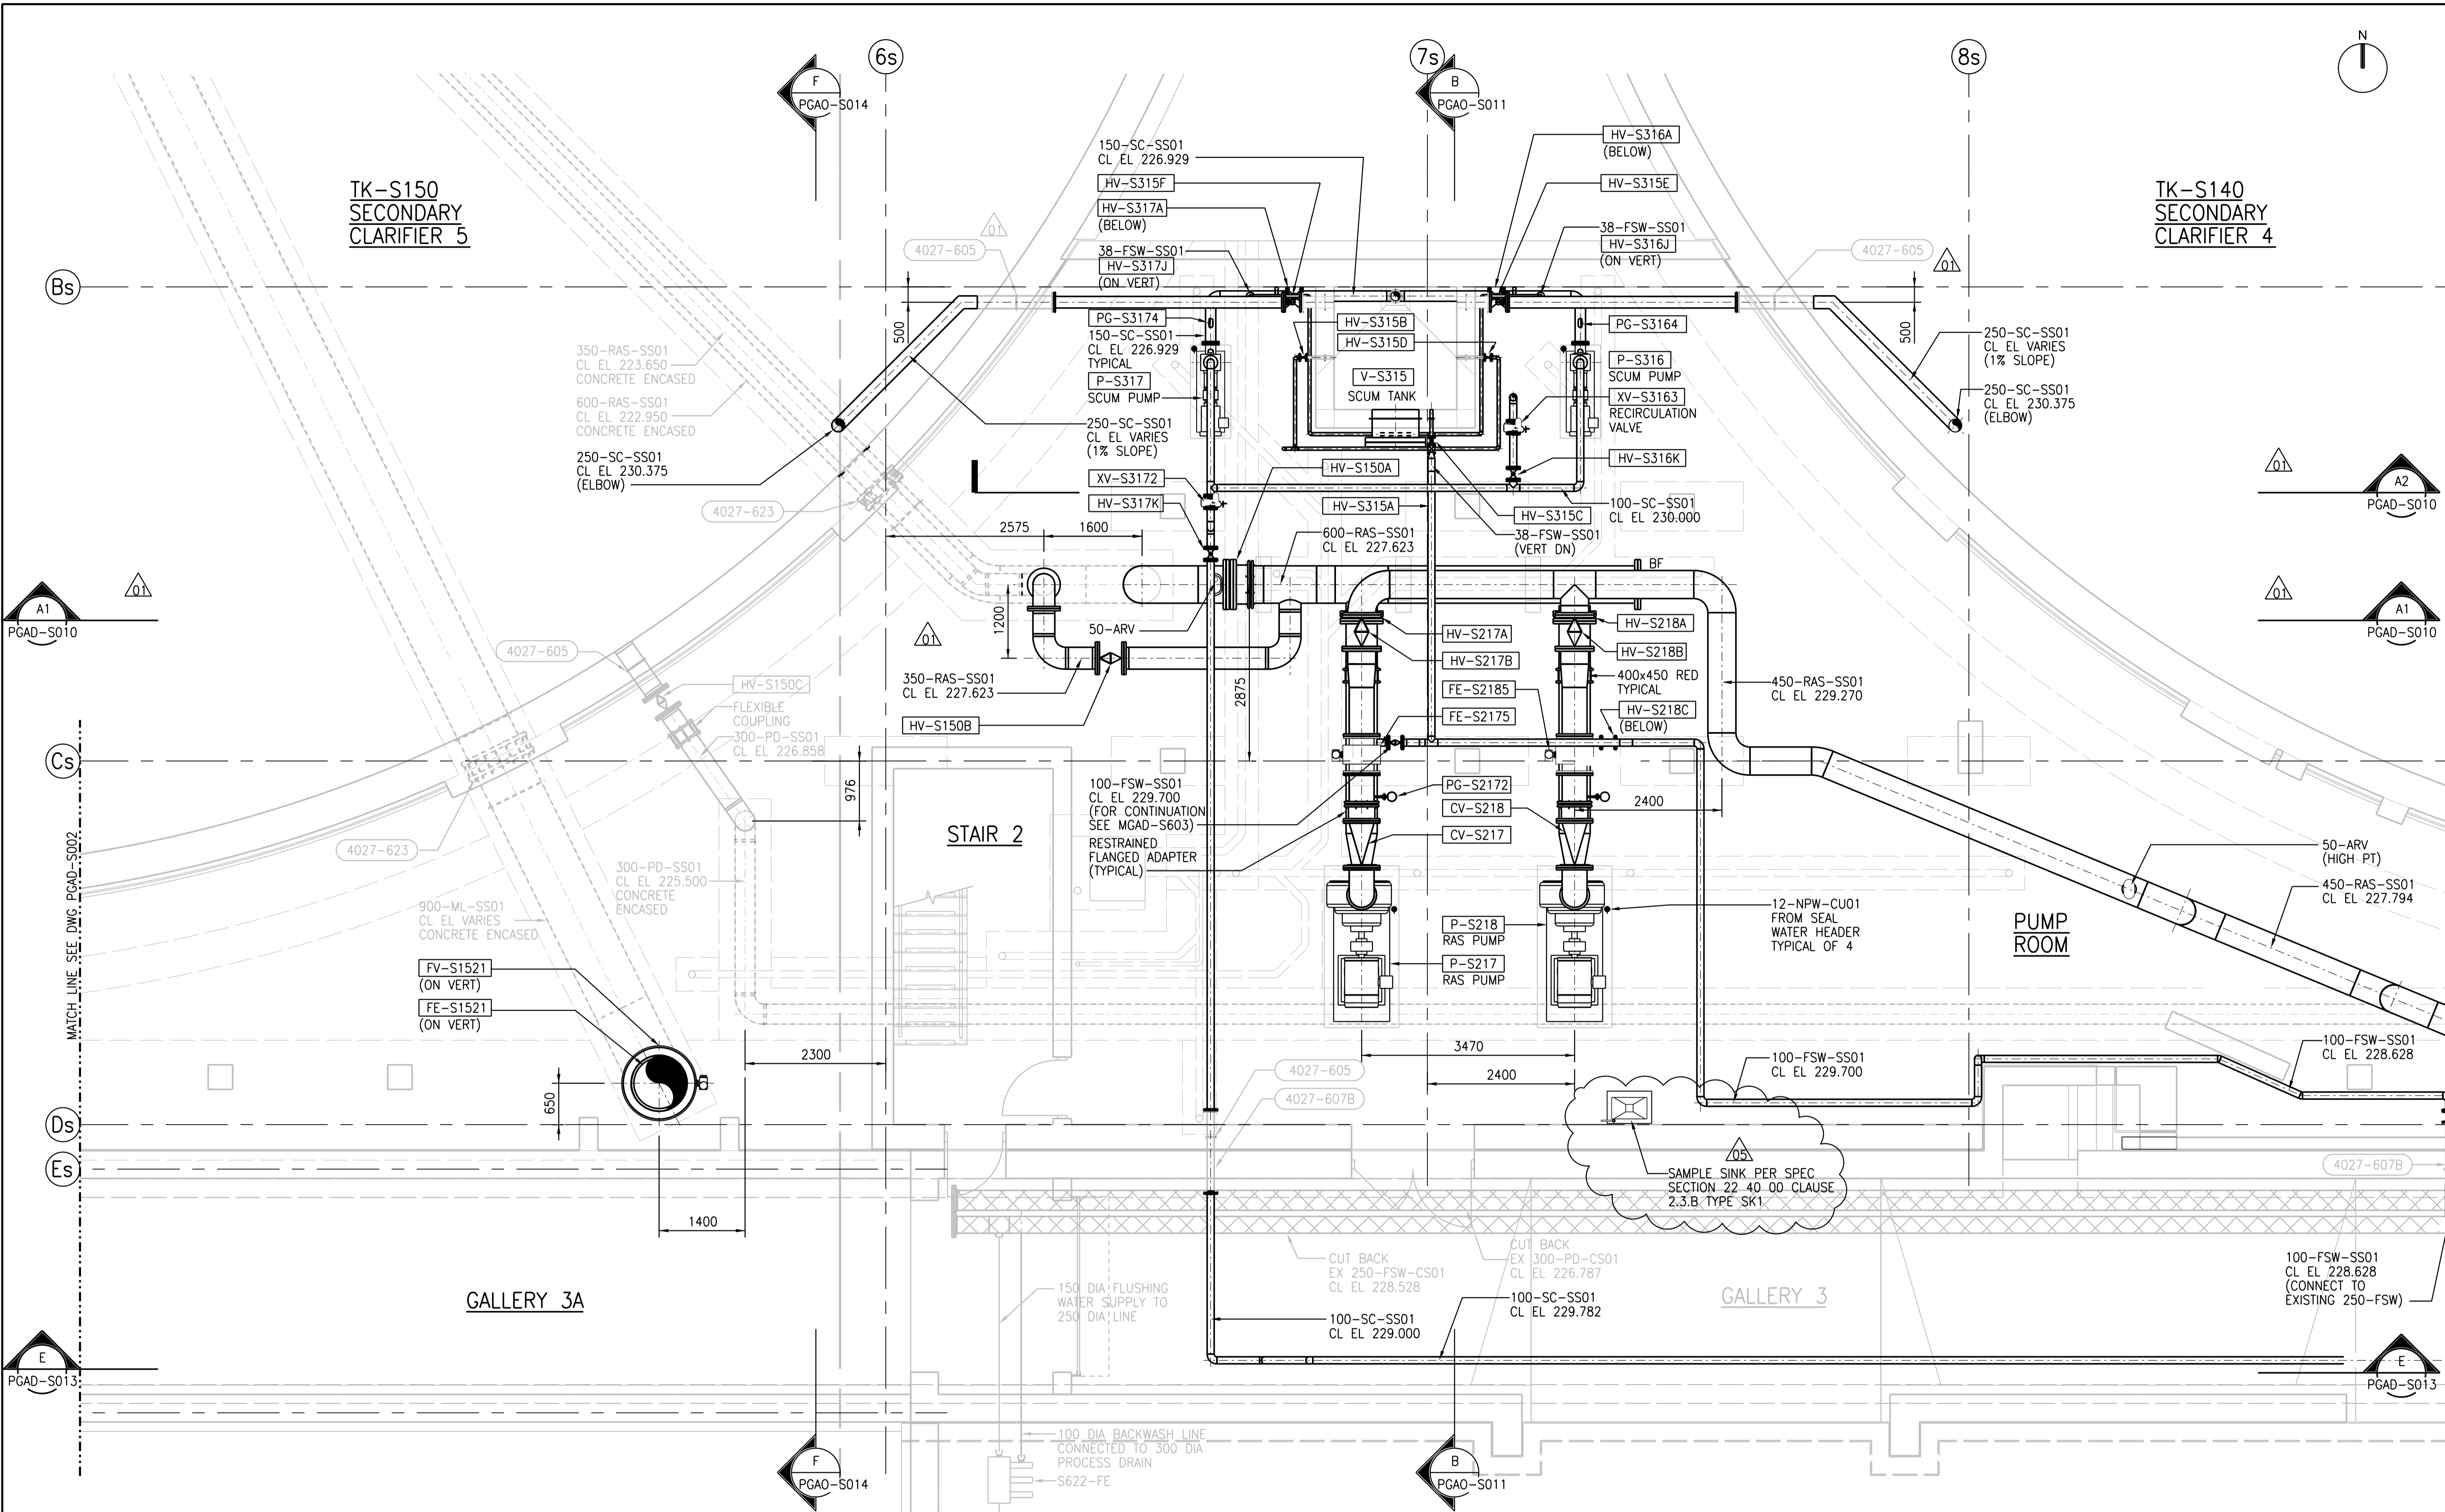 6s
7s
8s
N
F
PGAO-S014
B
PGAO-S011
TK-S150
SECONDARY
CLARIFIER 5
TK-S140
SECONDARY
CLARIFIER 4
150-SC-SS01
CL EL 226.929
HV-S315F
HV-S317A
(BELOW)
38-FSW-SS01
HV-S317J
(ON VERT)
HV-S316A
(BELOW)
HV-S315E
38-FSW-SS01
HV-S316J
(ON VERT)
4027-605
01
4027-605
01
Bs
500
500
PG-S3174
150-SC-SS01
CL EL 226.929
TYPICAL
P-S317
SCUM PUMP
HV-S315B
HV-S315D
V-S315
SCUM TANK
PG-S3164
P-S316
SCUM PUMP
XV-S3163
RECIRCULATION
VALVE
250-SC-SS01
CL EL VARIES
(1% SLOPE)
250-SC-SS01
CL EL 230.375
(ELBOW)
350-RAS-SS01
CL EL 223.650
CONCRETE ENCASED
600-RAS-SS01
CL EL 222.950
CONCRETE ENCASED
250-SC-SS01
CL EL 230.375
(ELBOW)
250-SC-SS01
CL EL VARIES
(1% SLOPE)
XV-S3172
HV-S317K
HV-S150A
HV-S315A
HV-S316K
HV-S315C
100-SC-SS01
CL EL 230.000
38-FSW-SS01
(VERT DN)
600-RAS-SS01
CL EL 227.623
4027-623
2575
1600
01
A2
PGAD-S010
01
A1
PGAD-S010
A1
PGAD-S010
01
BF
1200
01
50-ARV
350-RAS-SS01
CL EL 227.623
HV-S150B
2875
HV-S217A
HV-S217B
FE-S2185
FE-S2175
HV-S218A
HV-S218B
400x450 RED
TYPICAL
HV-S218C
(BELOW)
450-RAS-SS01
CL EL 229.270
4027-605
HV-S150C
FLEXIBLE
COUPLING
300-PD-SS01
CL EL 226.858
Cs
976
100-FSW-SS01
CL EL 229.700
(FOR CONTINUATION
SEE MGAD-S603)
RESTRAINED
FLANGED ADAPTER
(TYPICAL)
PG-S2172
CV-S218
CV-S217
2400
STAIR 2
4027-623
300-PD-SS01
CL EL 225.500
CONCRETE
ENCASED
900-ML-SS01
CL EL VARIES
CONCRETE ENCASED
MATCH LINE SEE DWG PGAD-S002
50-ARV
(HIGH PT)
450-RAS-SS01
CL EL 227.794
12-NPW-CU01
FROM SEAL
WATER HEADER
TYPICAL OF 4
PUMP
ROOM
P-S218
RAS PUMP
P-S217
RAS PUMP
FV-S1521
(ON VERT)
FE-S1521
(ON VERT)
2300
3470
2400
650
1400
100-FSW-SS01
CL EL 229.700
100-FSW-SS01
CL EL 228.628
4027-605
4027-607B
Ds
Es
05
SAMPLE SINK PER SPEC
SECTION 22 40 00 CLAUSE
2.3.B TYPE SK1
4027-607B
CUT BACK
EX 250-FSW-CS01
CL EL 228.528
CUT BACK
EX 300-PD-CS01
CL EL 226.787
150 DIA FLUSHING
WATER SUPPLY TO
250 DIA LINE
GALLERY 3A
GALLERY 3
100-SC-SS01
CL EL 229.782
100-SC-SS01
CL EL 229.000
100-FSW-SS01
CL EL 228.628
(CONNECT TO
EXISTING 250-FSW)
E
PGAD-S013
E
PGAD-S013
100 DIA BACKWASH LINE
CONNECTED TO 300 DIA
PROCESS DRAIN
S622-FE
F
PGAO-S014
B
PGAO-S011